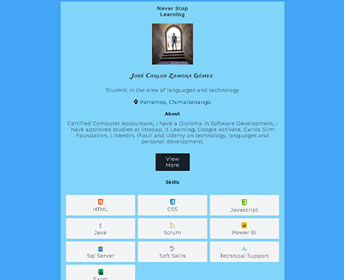 Never Stop
Learning
José Carlos Zamora Gómez
Student in the area of languages and technology
Parramos, Chimaltenango
About
Certified Computer Accountant, I have a Diploma in Software Development, I
have approved studies at Intecap, It Learning, Google Activate, Carlos Slim
Foundation, LinkedIn, Platzi and Udemy on technology, languages and
personal development.
View
More
Skills
HTML
CSS
Javascript
Java
Scrum
Power BI
Sql Server
Soft Skills
Technical Support
Excel